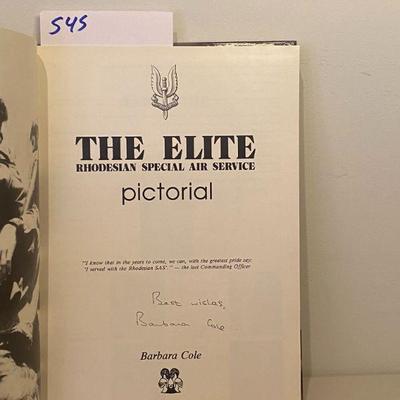 545
THE ELITE
RHODESIAN SPECIAL AIR SERVICE
pictorial
"I know that in the years to come, we can, with the greatest pride say:
'I served with the Rhodesian SAS'." — the last Commanding Officer
Best wishes,
Barbara Cole
Barbara Cole